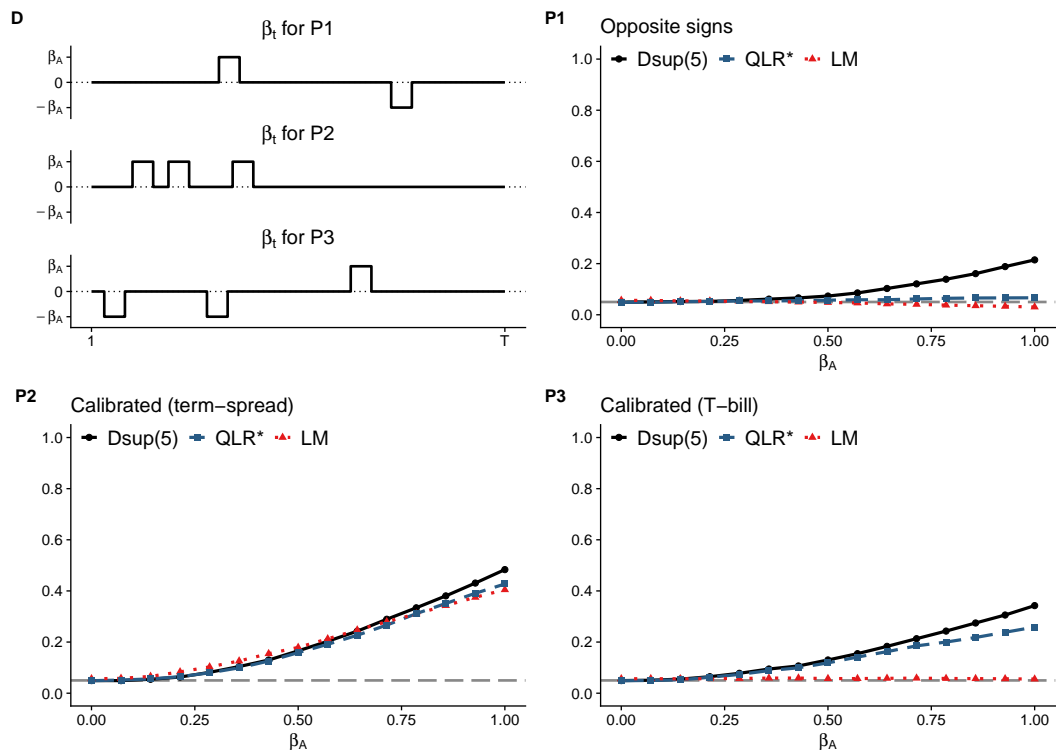 D
βt for P1
βA
0
−βA
βt for P2
βA
0
−βA
βt for P3
βA
0
−βA
1 T
P1 Opposite signs
Dsup(5) QLR* LM
1.0
0.8
0.6
0.4
0.2
0.0
0.00 0.25 0.50 0.75 1.00
βA
P2 Calibrated (term−spread)
Dsup(5) QLR* LM
1.0
0.8
0.6
0.4
0.2
0.0
0.00 0.25 0.50 0.75 1.00
βA
P3 Calibrated (T−bill)
Dsup(5) QLR* LM
1.0
0.8
0.6
0.4
0.2
0.0
0.00 0.25 0.50 0.75 1.00
βA